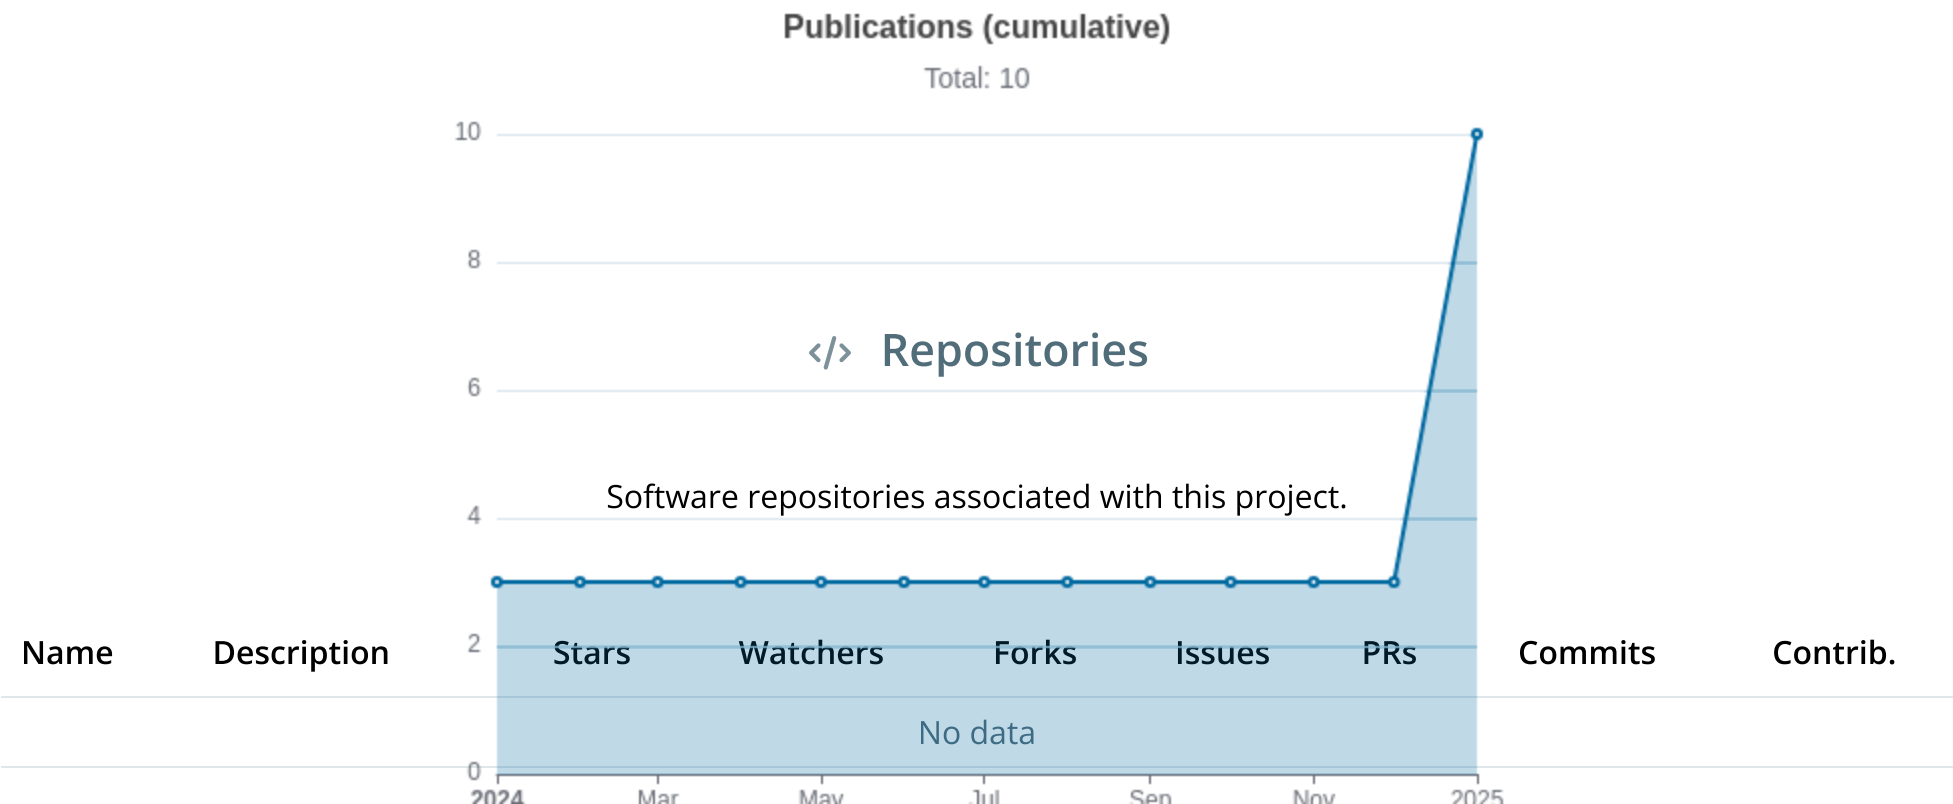 Publications (cumulative)
Total: 10
10
8
</> Repositories
6
Software repositories associated with this project.
4
Name Description 2 Stars Watchers Forks Issues PRs Commits Contrib.
No data
0
2024 Mar May Jul Sep Nov 2025